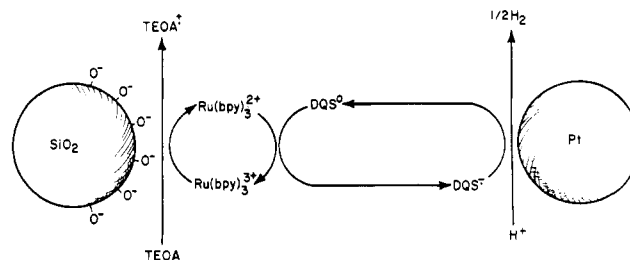 TEOA⁺·
1/2H₂
O⁻
O⁻
O⁻
O⁻
O⁻
O⁻
O⁻
SiO₂
Ru(bpy)₃²⁺
DQS⁰
Pt
Ru(bpy)₃³⁺
DQS⁻·
TEOA
H⁺